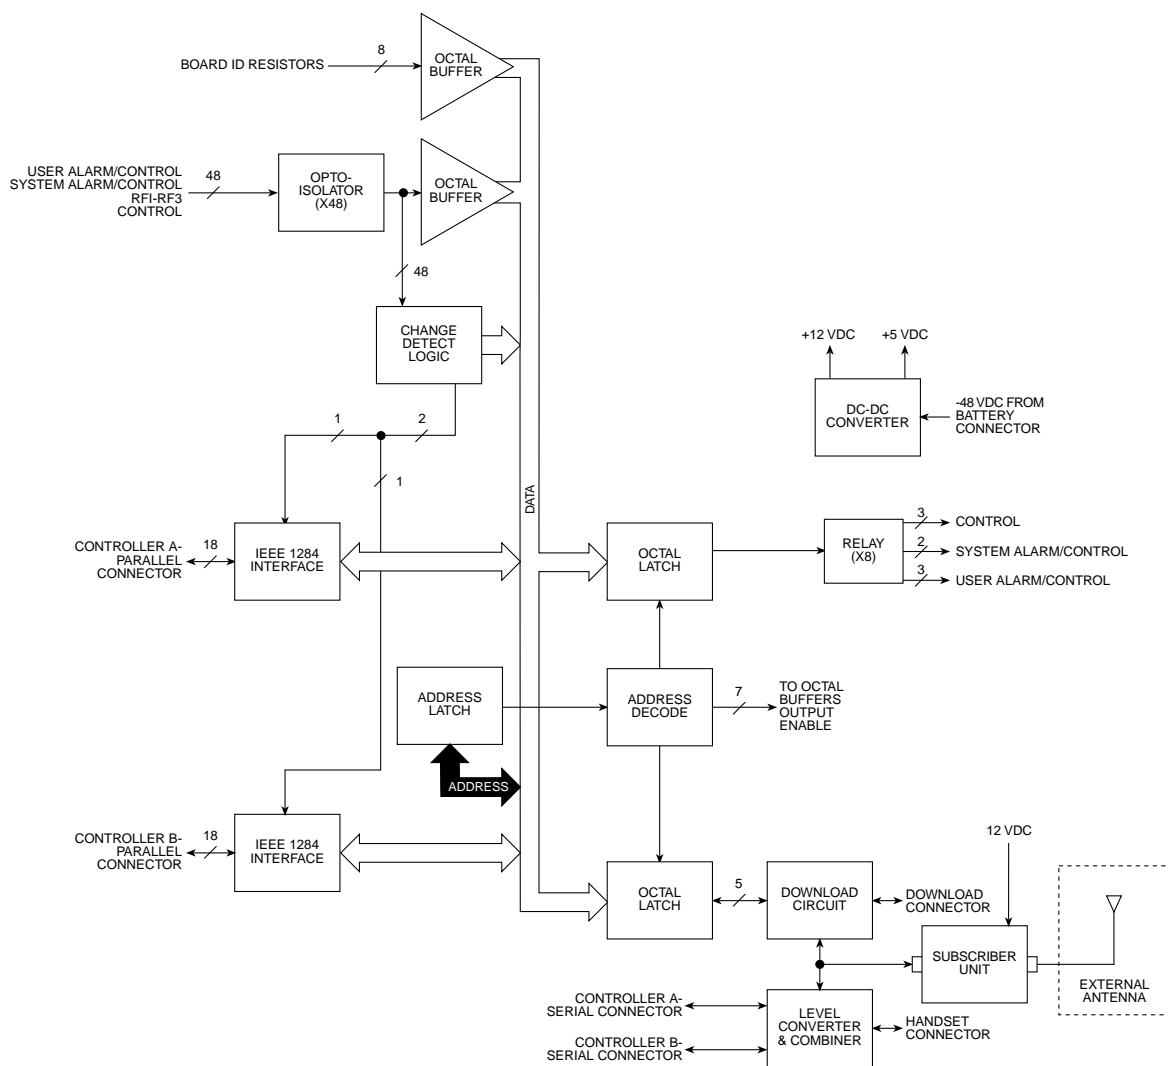 BOARD ID RESISTORS
8
OCTAL
BUFFER
USER ALARM/CONTROL
SYSTEM ALARM/CONTROL
RFI-RF3
CONTROL
48
OPTO-
ISOLATOR
(X48)
OCTAL
BUFFER
48
CHANGE
DETECT
LOGIC
+12 VDC
+5 VDC
DC-DC
CONVERTER
-48 VDC FROM
BATTERY
CONNECTOR
1
2
1
DATA
CONTROLLER A-
PARALLEL
CONNECTOR
18
IEEE 1284
INTERFACE
OCTAL
LATCH
RELAY
(X8)
3
CONTROL
2
SYSTEM ALARM/CONTROL
3
USER ALARM/CONTROL
ADDRESS
LATCH
ADDRESS
DECODE
7
TO OCTAL
BUFFERS
OUTPUT
ENABLE
ADDRESS
CONTROLLER B-
PARALLEL
CONNECTOR
18
IEEE 1284
INTERFACE
12 VDC
OCTAL
LATCH
5
DOWNLOAD
CIRCUIT
DOWNLOAD
CONNECTOR
SUBSCRIBER
UNIT
EXTERNAL
ANTENNA
CONTROLLER A-
SERIAL CONNECTOR
CONTROLLER B-
SERIAL CONNECTOR
LEVEL
CONVERTER
& COMBINER
HANDSET
CONNECTOR